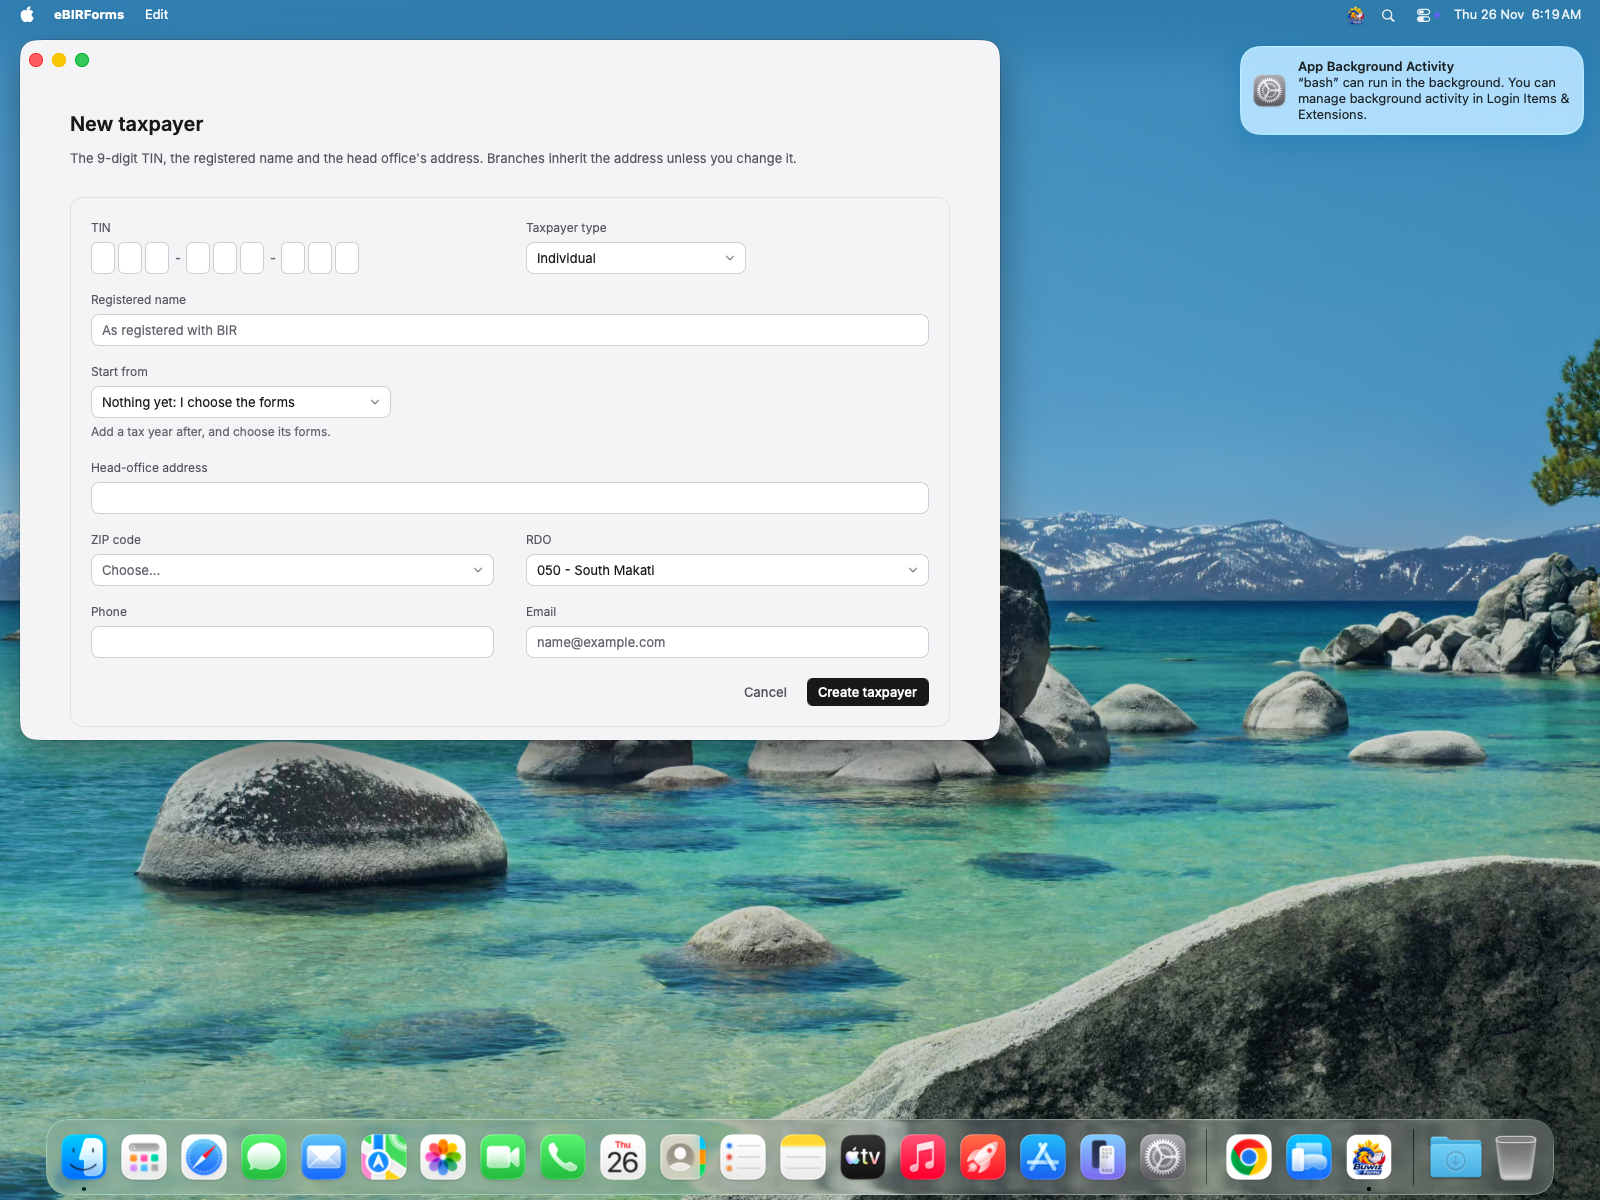 eBIRForms Edit
Thu 26 Nov 6:19 AM
App Background Activity
“bash” can run in the background. You can
manage background activity in Login Items &
Extensions.
New taxpayer
The 9-digit TIN, the registered name and the head office's address. Branches inherit the address unless you change it.
TIN
Taxpayer type
- -
Individual
Registered name
As registered with BIR
Start from
Nothing yet: I choose the forms
Add a tax year after, and choose its forms.
Head-office address
ZIP code
RDO
Choose...
050 - South Makati
Phone
Email
name@example.com
Cancel
Create taxpayer
Thu
26
tv
BUWIZ
Forms